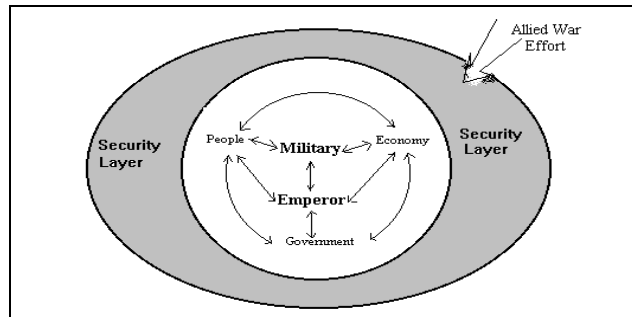 Allied War
Effort
People
Military
Economy
Security
Layer
Security
Layer
Emperor
Government